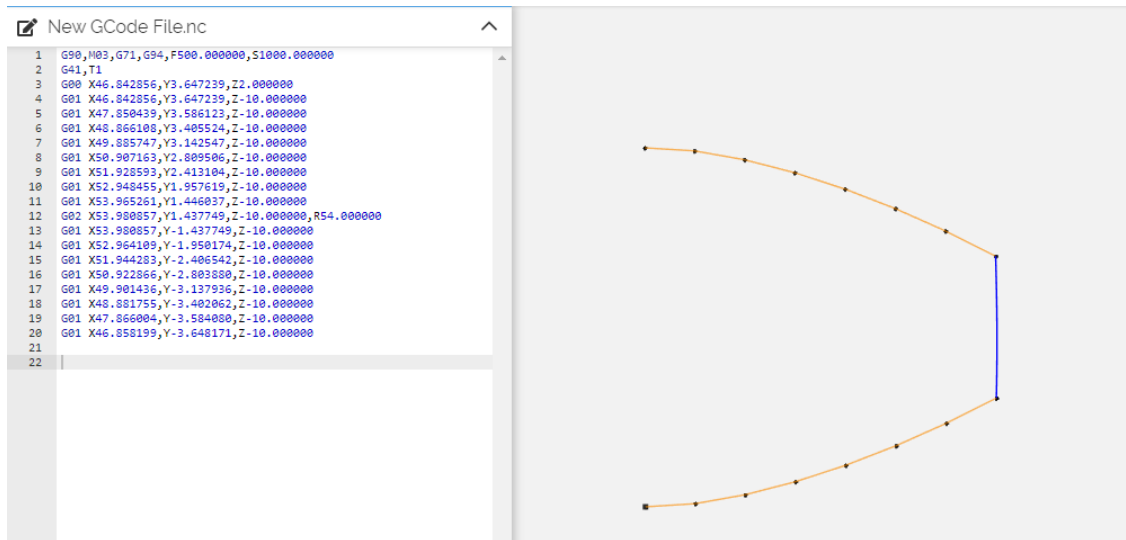 New GCode File.nc
1 G90,M03,G71,G94,F500.000000,S1000.000000
2 G41,T1
3 G00 X46.842856,Y3.647239,Z2.000000
4 G01 X46.842856,Y3.647239,Z-10.000000
5 G01 X47.850439,Y3.586123,Z-10.000000
6 G01 X48.866108,Y3.405524,Z-10.000000
7 G01 X49.885747,Y3.142547,Z-10.000000
8 G01 X50.907163,Y2.809506,Z-10.000000
9 G01 X51.928593,Y2.413104,Z-10.000000
10 G01 X52.948455,Y1.957619,Z-10.000000
11 G01 X53.965261,Y1.446037,Z-10.000000
12 G02 X53.980857,Y1.437749,Z-10.000000,R54.000000
13 G01 X53.980857,Y-1.437749,Z-10.000000
14 G01 X52.964109,Y-1.950174,Z-10.000000
15 G01 X51.944283,Y-2.406542,Z-10.000000
16 G01 X50.922866,Y-2.803880,Z-10.000000
17 G01 X49.901436,Y-3.137936,Z-10.000000
18 G01 X48.881755,Y-3.402062,Z-10.000000
19 G01 X47.866004,Y-3.584080,Z-10.000000
20 G01 X46.858199,Y-3.648171,Z-10.000000
21
22